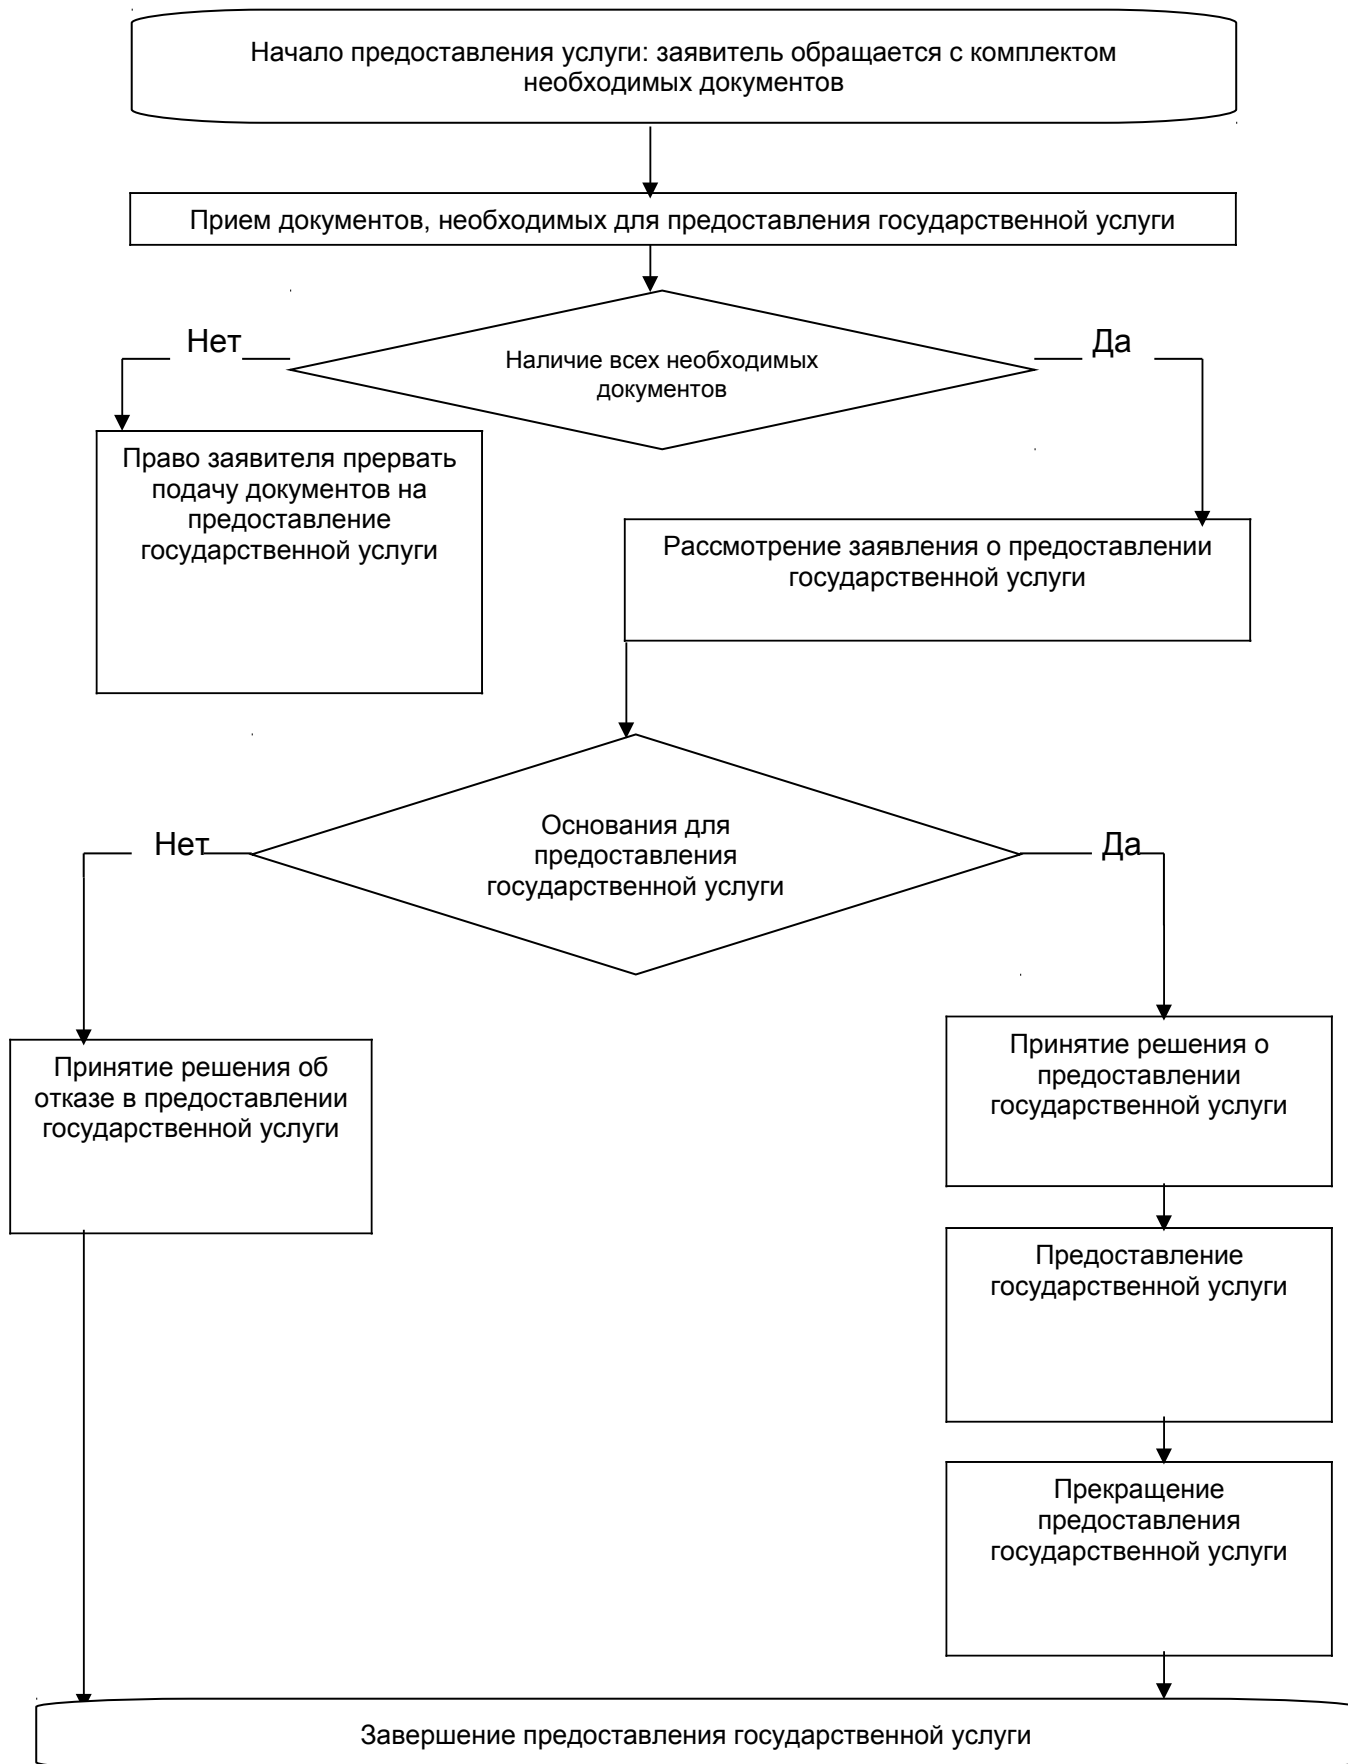 Начало предоставления услуги: заявитель обращается с комплектом
необходимых документов
Прием документов, необходимых для предоставления государственной услуги
Нет
Да
Наличие всех необходимых
документов
Право заявителя прервать
подачу документов на
предоставление
государственной услуги
Рассмотрение заявления о предоставлении
государственной услуги
Нет
Да
Основания для
предоставления
государственной услуги
Принятие решения об
отказе в предоставлении
государственной услуги
Принятие решения о
предоставлении
государственной услуги
Предоставление
государственной услуги
Прекращение
предоставления
государственной услуги
Завершение предоставления государственной услуги